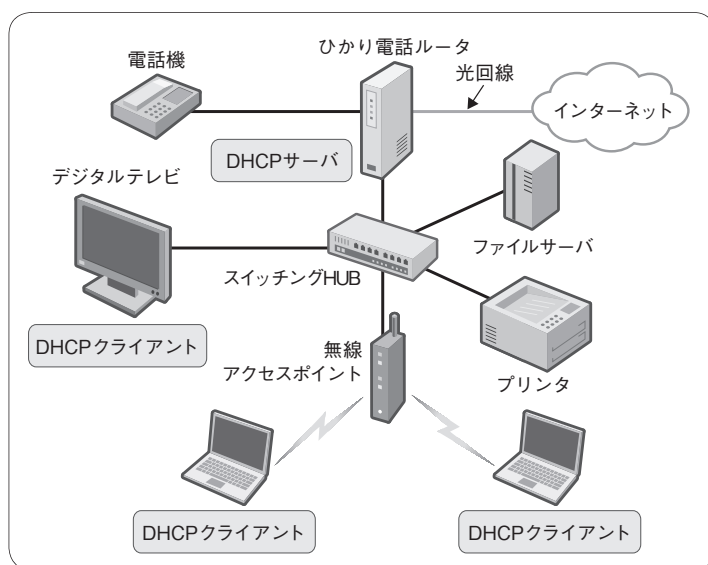 ひかり電話ルータ
電話機
光回線
インターネット
DHCPサーバ
デジタルテレビ
ファイルサーバ
スイッチングHUB
DHCPクライアント
無線
アクセスポイント
プリンタ
DHCPクライアント
DHCPクライアント